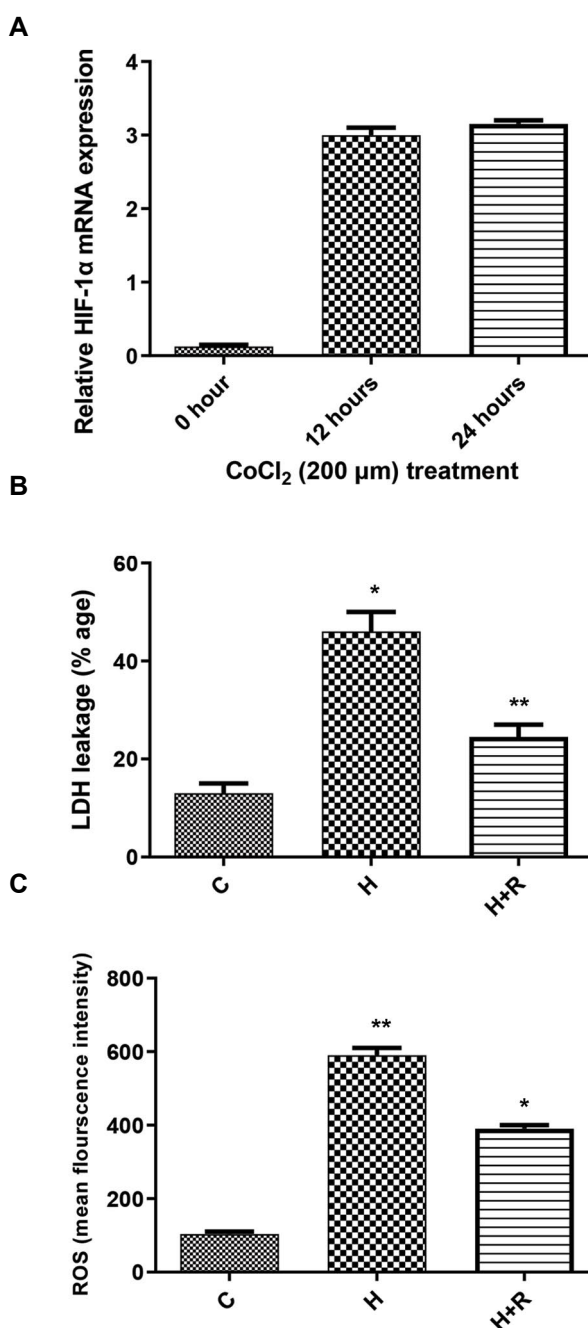 A
Relative HIF-1α mRNA expression
4
3
2
1
0
0 hour
12 hours
24 hours
CoCl₂ (200 µm) treatment
B
LDH leakage (% age)
60
40
20
0
*
**
C
H
H+R
C
ROS (mean flourscence intensity)
800
600
400
200
0
**
*
C
H
H+R